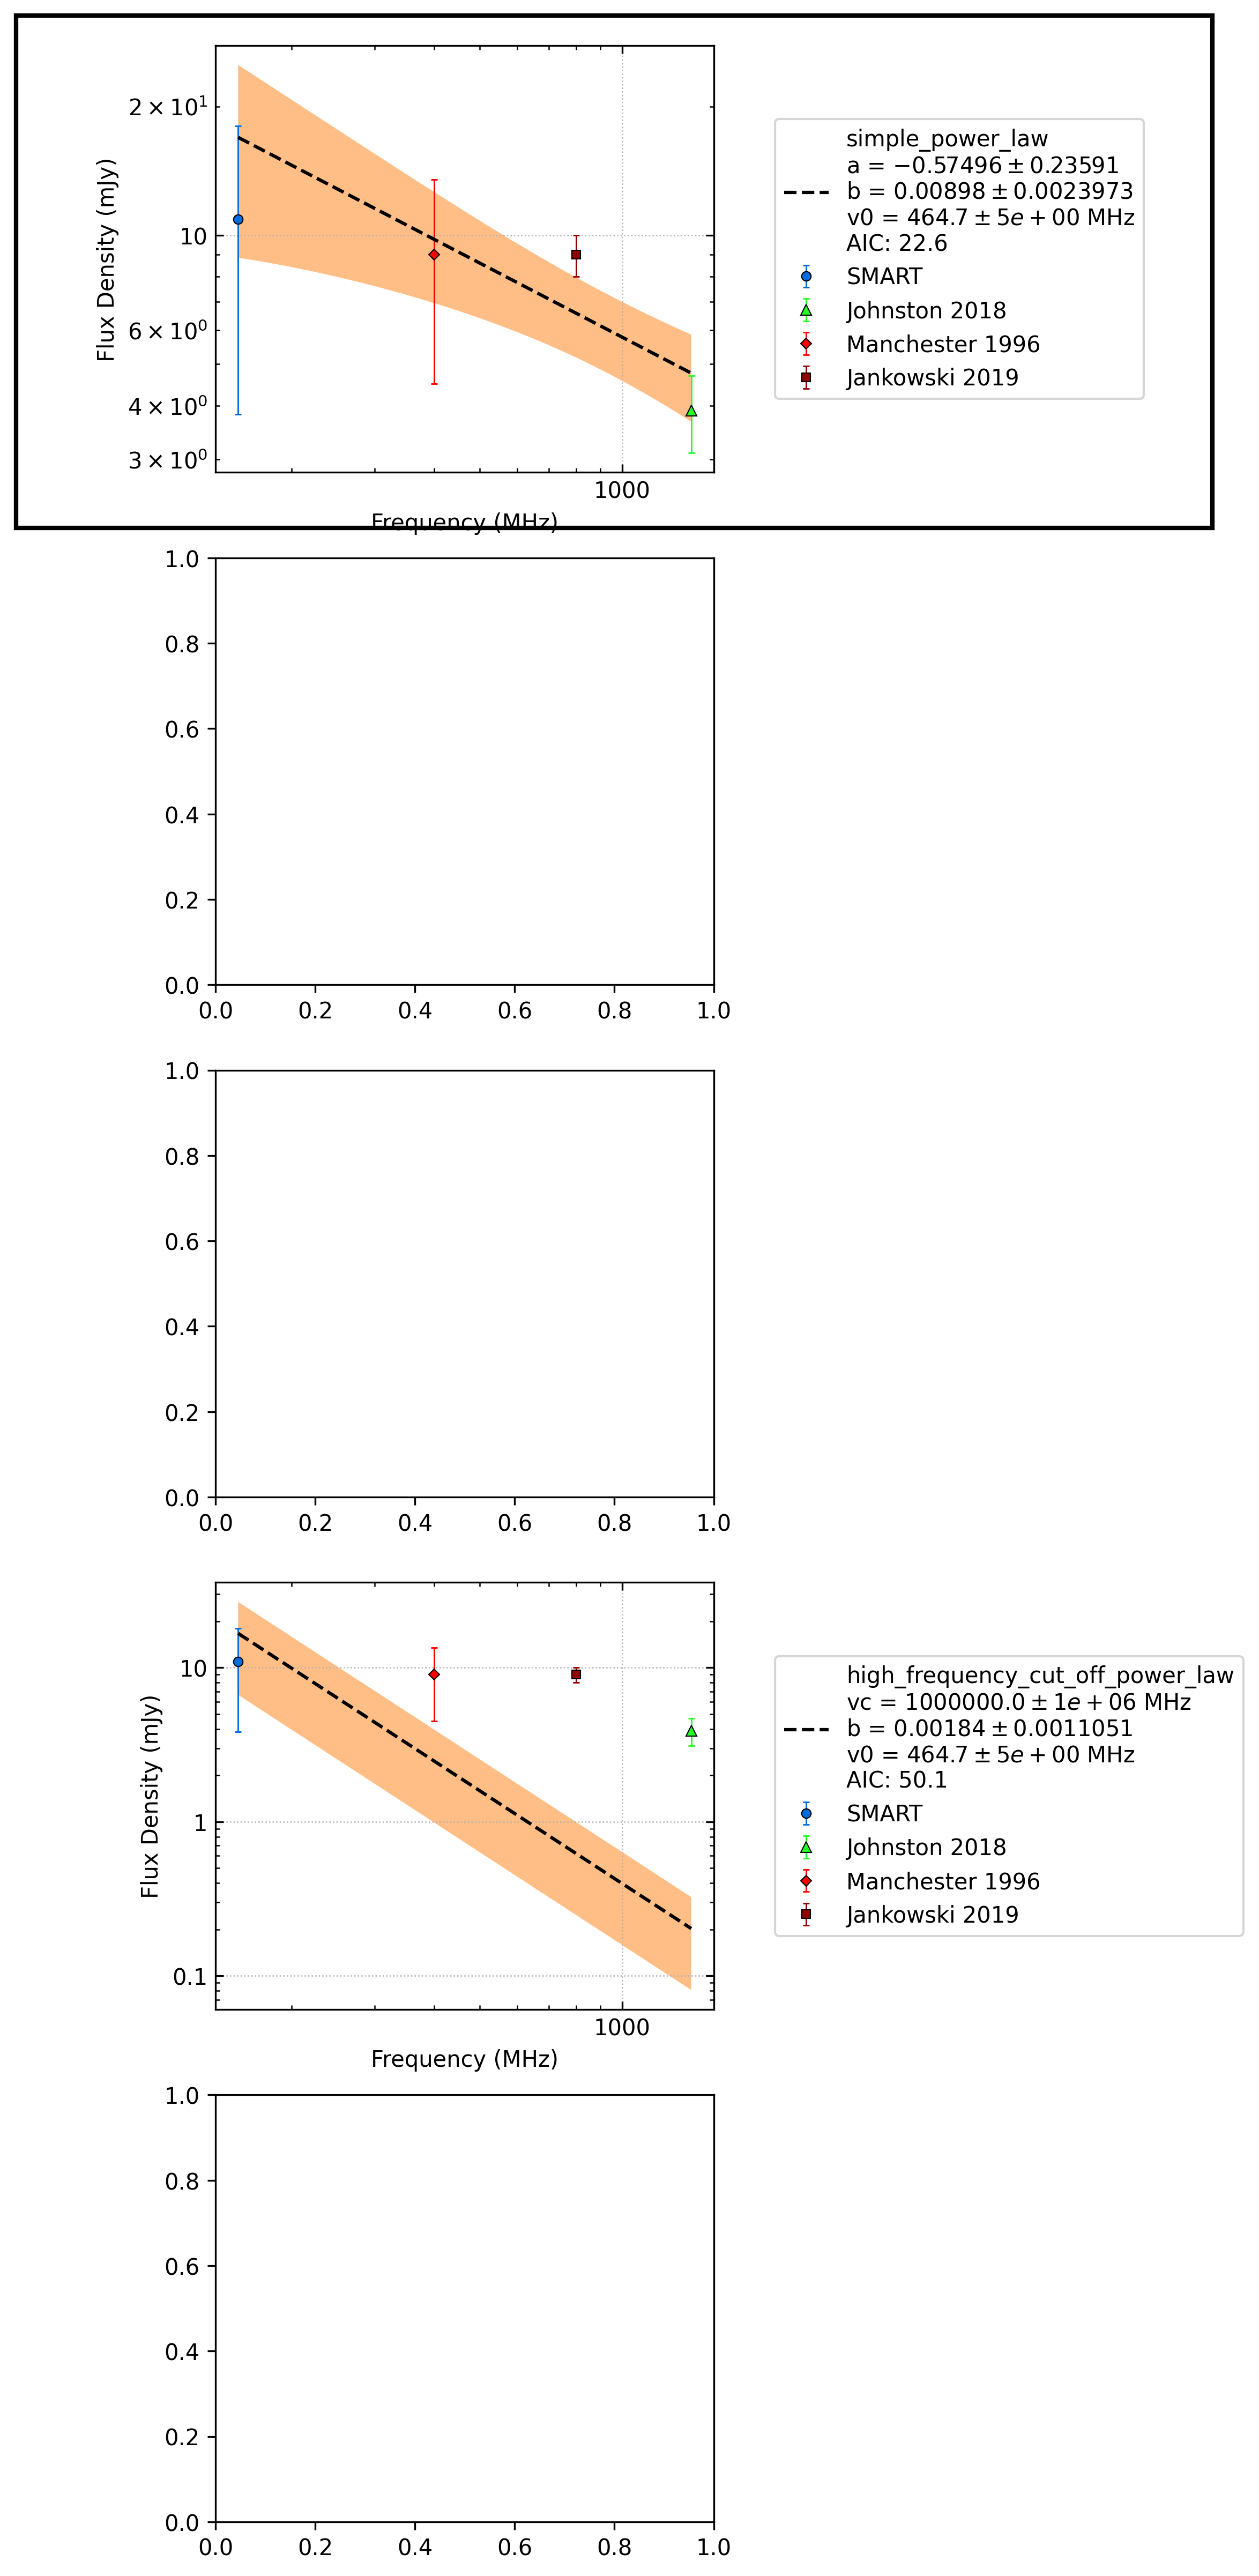 2 × 10¹
10
6 × 10⁰
4 × 10⁰
3 × 10⁰
Flux Density (mJy)
1000
Frequency (MHz)
simple_power_law
a = −0.57496 ± 0.23591
b = 0.00898 ± 0.0023973
v0 = 464.7 ± 5e + 00 MHz
AIC: 22.6
SMART
Johnston 2018
Manchester 1996
Jankowski 2019
1.0
0.8
0.6
0.4
0.2
0.0
0.0 0.2 0.4 0.6 0.8 1.0
1.0
0.8
0.6
0.4
0.2
0.0
0.0 0.2 0.4 0.6 0.8 1.0
10
1
0.1
Flux Density (mJy)
1000
Frequency (MHz)
high_frequency_cut_off_power_law
vc = 1000000.0 ± 1e + 06 MHz
b = 0.00184 ± 0.0011051
v0 = 464.7 ± 5e + 00 MHz
AIC: 50.1
SMART
Johnston 2018
Manchester 1996
Jankowski 2019
1.0
0.8
0.6
0.4
0.2
0.0
0.0 0.2 0.4 0.6 0.8 1.0